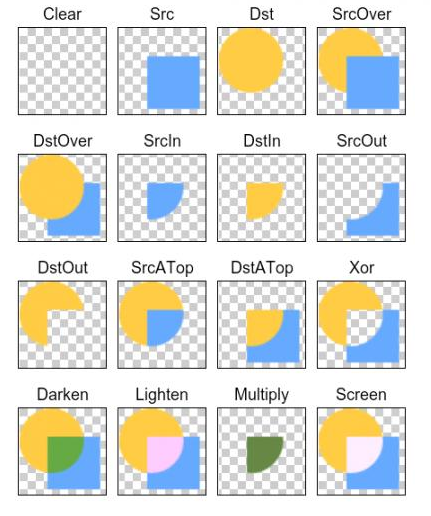 Clear Src Dst SrcOver
DstOver SrcIn DstIn SrcOut
DstOut SrcATop DstATop Xor
Darken Lighten Multiply Screen